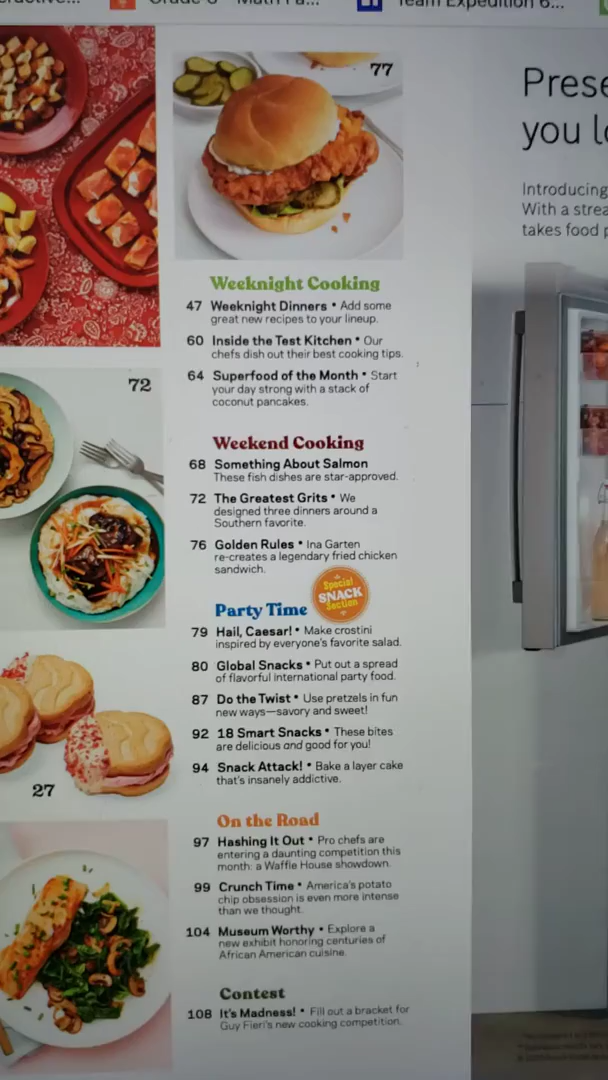 Team Expedition 6...
77
Prese
you l
Introducing
With a strea
takes food p
Weeknight Cooking
47 Weeknight Dinners • Add some
great new recipes to your lineup.
60 Inside the Test Kitchen • Our
chefs dish out their best cooking tips.
64 Superfood of the Month • Start
your day strong with a stack of
coconut pancakes.
72
Weekend Cooking
68 Something About Salmon
These fish dishes are star-approved.
72 The Greatest Grits • We
designed three dinners around a
Southern favorite.
76 Golden Rules • Ina Garten
re-creates a legendary fried chicken
sandwich.
Special
SNACK
Section
Party Time
79 Hail, Caesar! • Make crostini
inspired by everyone's favorite salad.
80 Global Snacks • Put out a spread
of flavorful international party food.
87 Do the Twist • Use pretzels in fun
new ways—savory and sweet!
92 18 Smart Snacks • These bites
are delicious and good for you!
94 Snack Attack! • Bake a layer cake
that's insanely addictive.
27
On the Road
97 Hashing It Out • Pro chefs are
entering a daunting competition this
month: a Waffle House showdown.
99 Crunch Time • America's potato
chip obsession is even more intense
than we thought.
104 Museum Worthy • Explore a
new exhibit honoring centuries of
African American cuisine.
Contest
108 It's Madness! • Fill out a bracket for
Guy Fieri's new cooking competition.